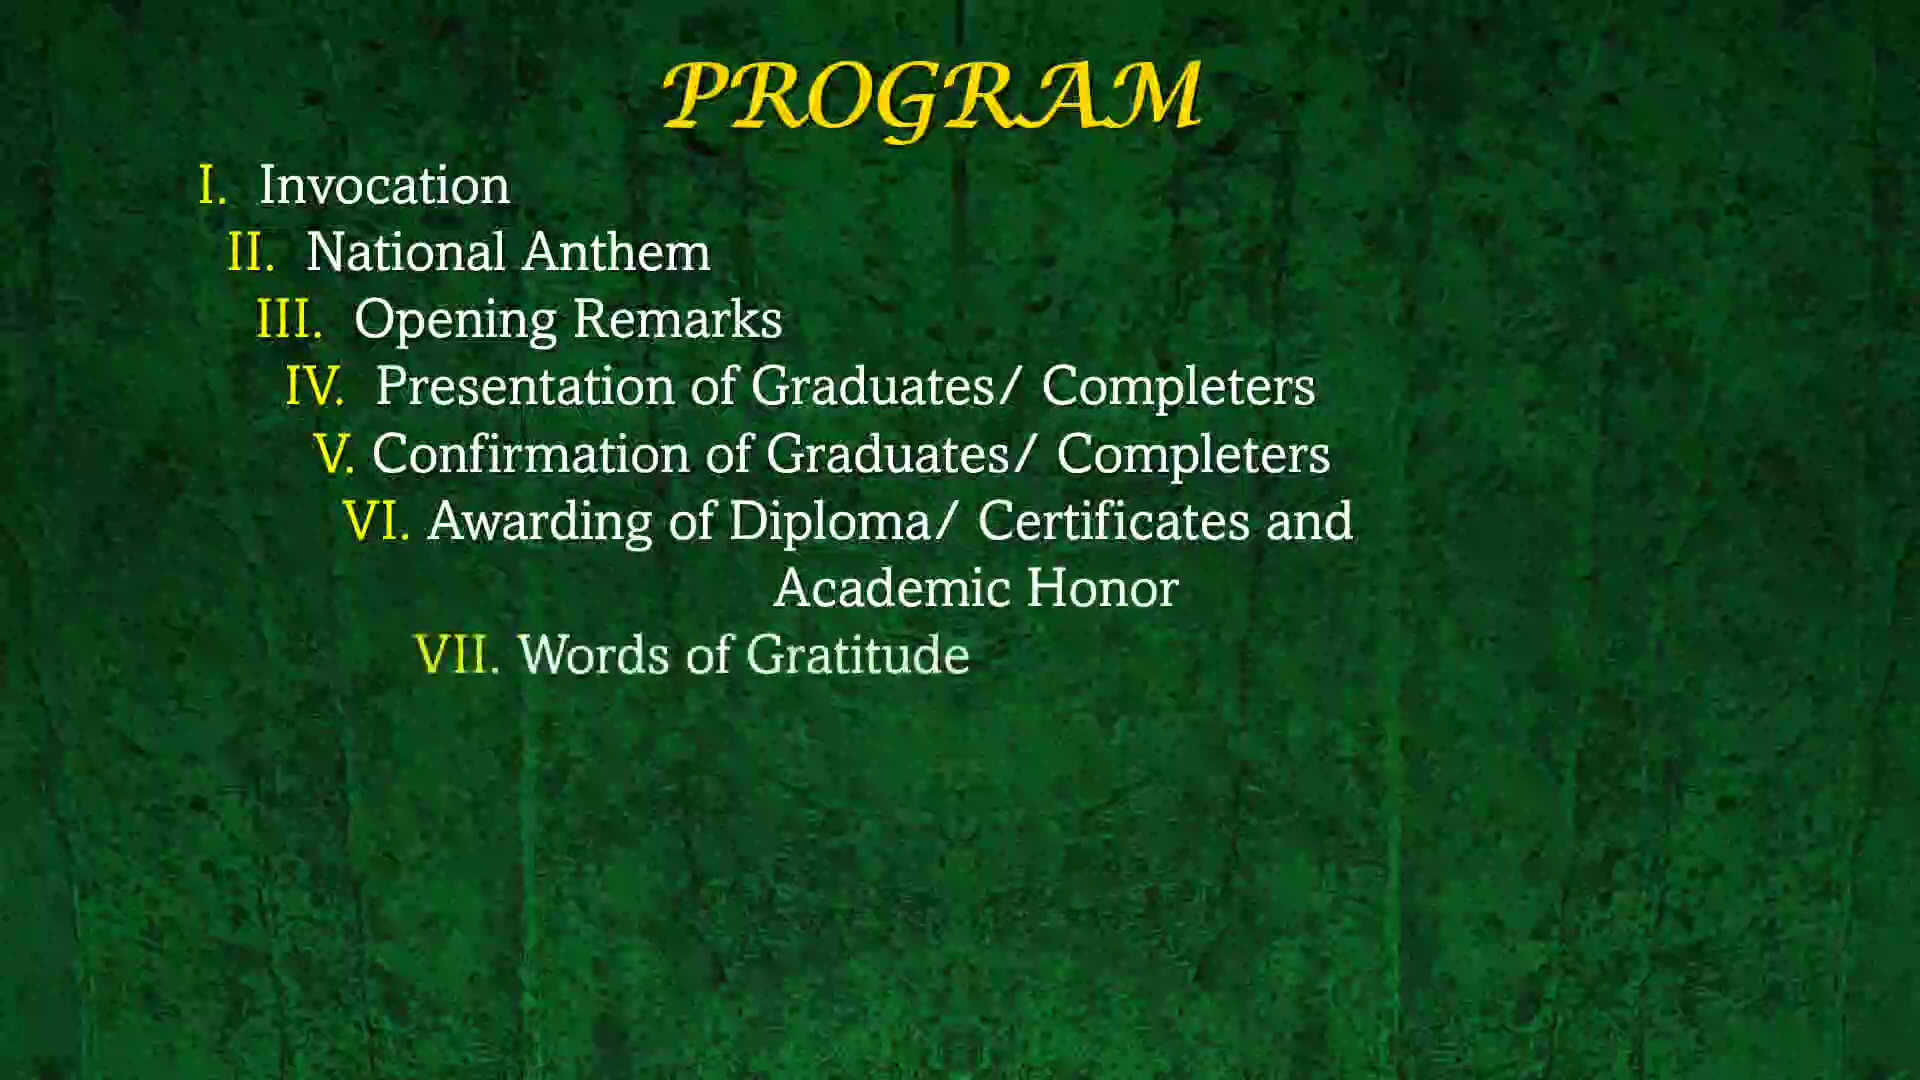 PROGRAM
I. Invocation
II. National Anthem
III. Opening Remarks
IV. Presentation of Graduates/ Completers
V. Confirmation of Graduates/ Completers
VI. Awarding of Diploma/ Certificates and
Academic Honor
VII. Words of Gratitude